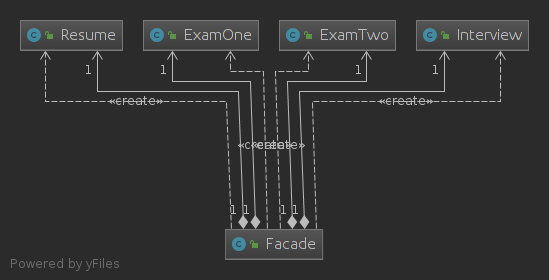 C Resume C ExamOne C ExamTwo C Interview
1 1 1 1
«create» «create»
«create» «create»
1 1 1 1
C Facade
Powered by yFiles